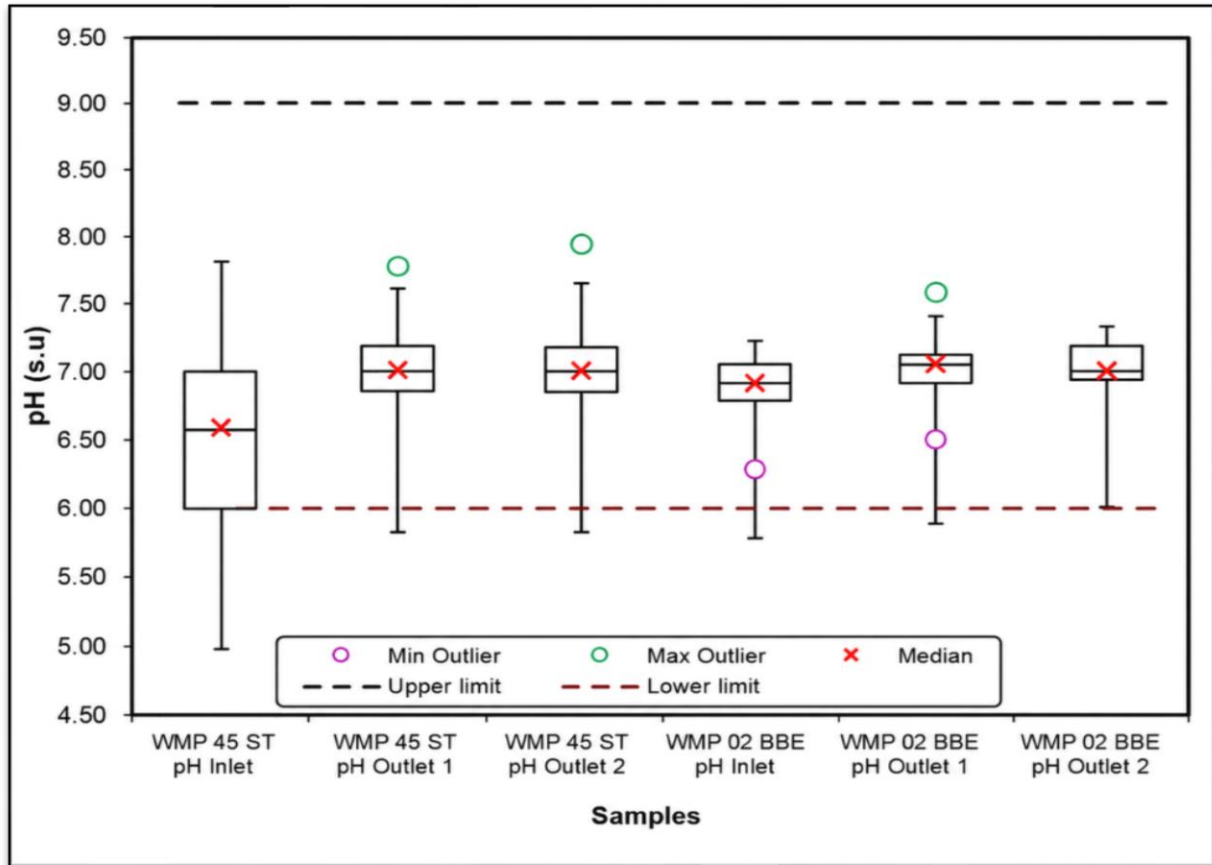 9.50
9.00
8.50
8.00
7.50
7.00
6.50
6.00
5.50
5.00
4.50
pH (s.u)
Min Outlier Max Outlier Median
Upper limit Lower limit
WMP 45 ST WMP 45 ST WMP 45 ST WMP 02 BBE WMP 02 BBE WMP 02 BBE
pH Inlet pH Outlet 1 pH Outlet 2 pH Inlet pH Outlet 1 pH Outlet 2
Samples